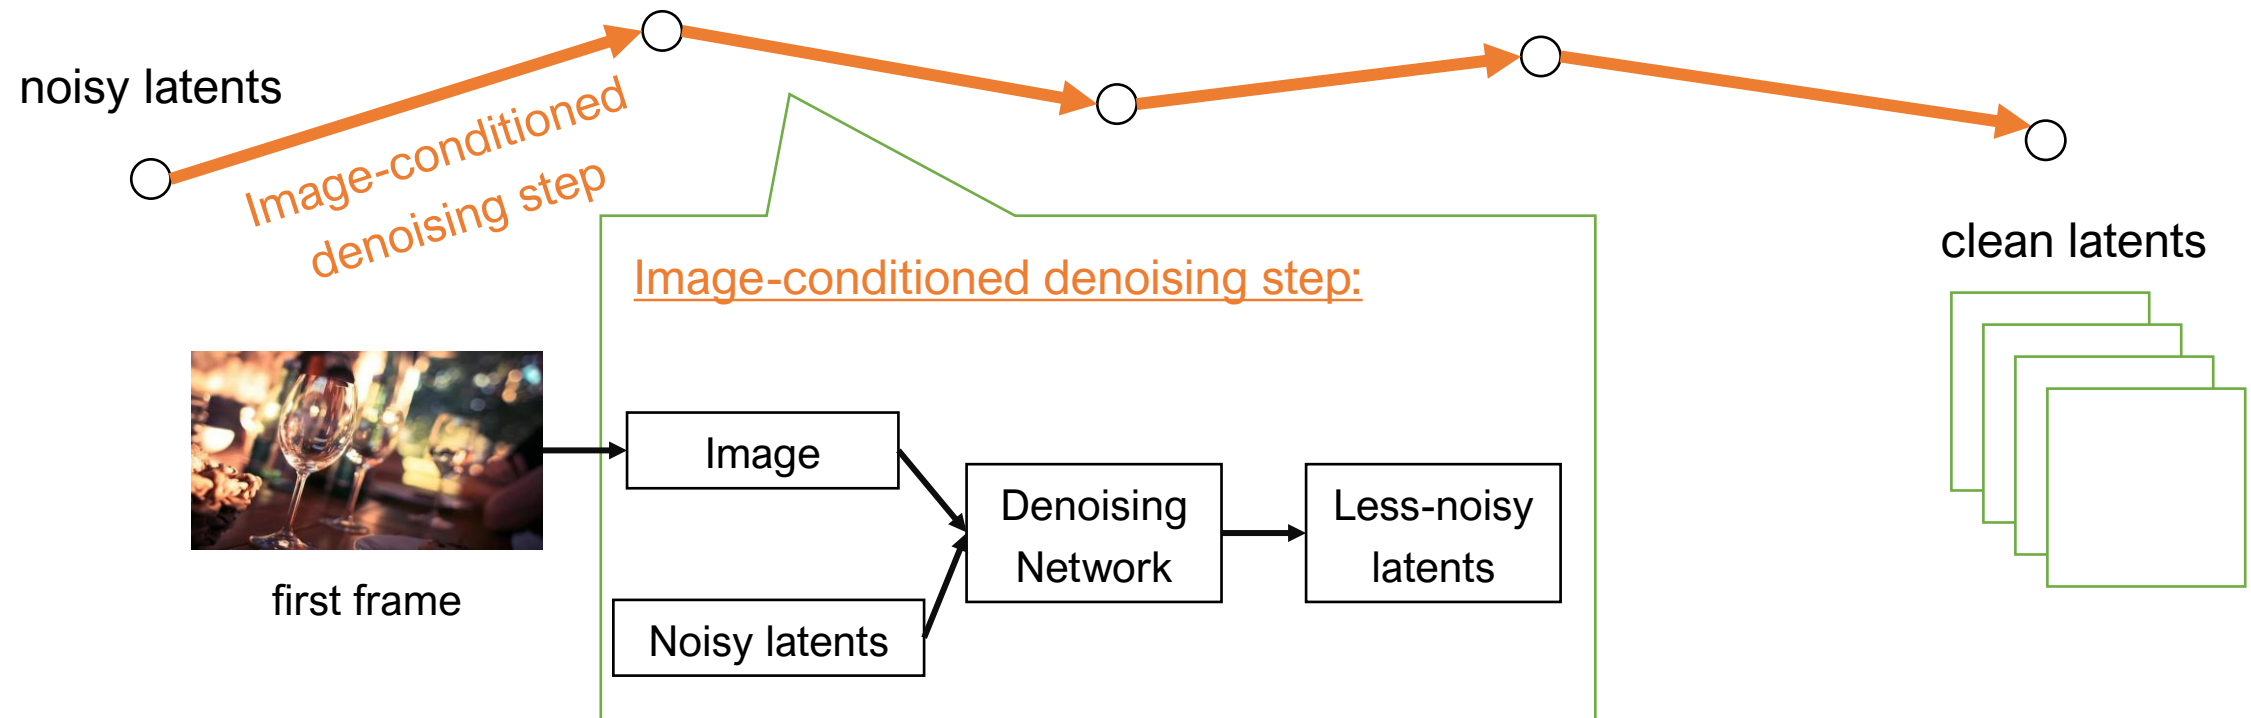 noisy latents
Image-conditioned
denoising step
clean latents
Image-conditioned denoising step:
Image
Denoising
Network
Less-noisy
latents
Noisy latents
first frame